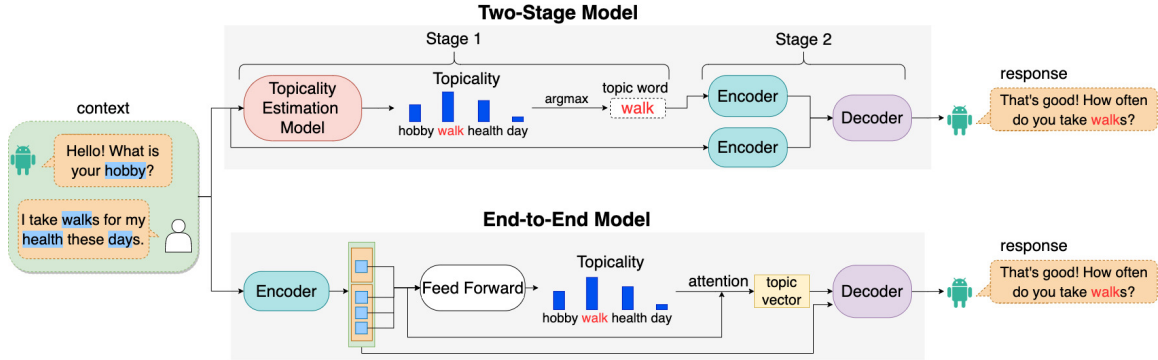 Two-Stage Model
Stage 1
Stage 2
context
Hello! What is
your hobby?
I take walks for my
health these days.
Topicality
Estimation
Model
Topicality
hobby walk health day
argmax
topic word
walk
Encoder
Encoder
Decoder
response
That's good! How often
do you take walks?
End-to-End Model
Encoder
Feed Forward
Topicality
hobby walk health day
attention
topic
vector
Decoder
response
That's good! How often
do you take walks?